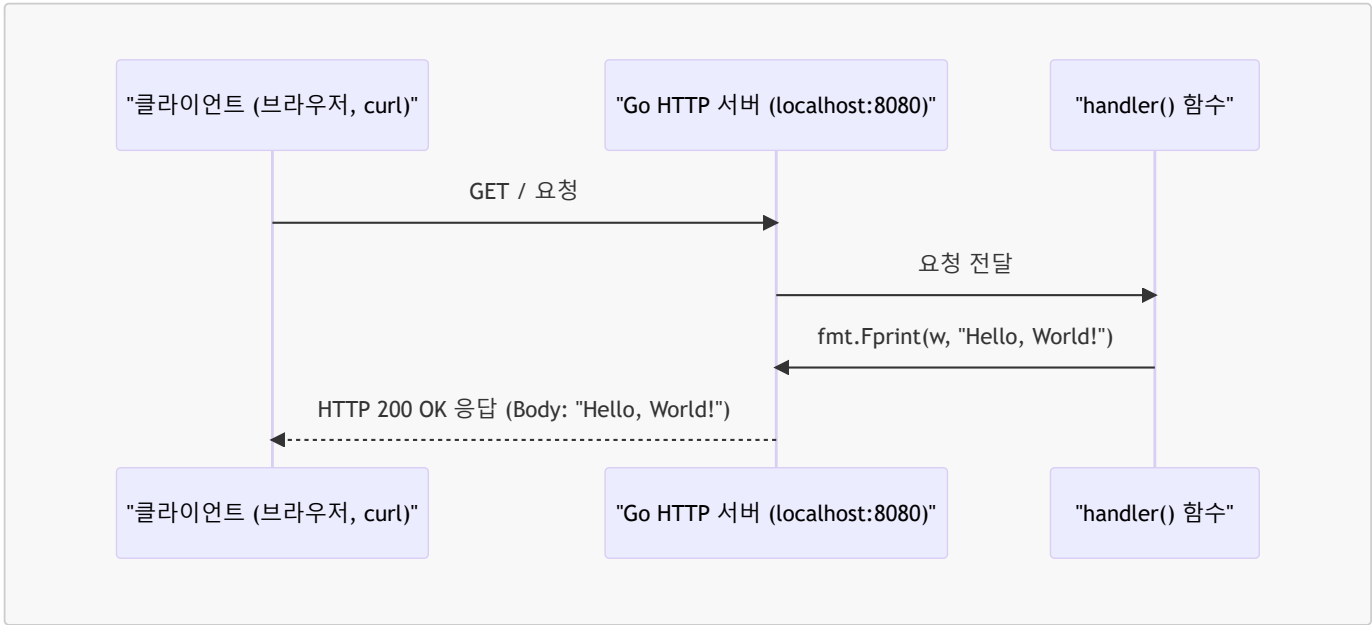 "클라이언트 (브라우저, curl)"
"Go HTTP 서버 (localhost:8080)"
"handler() 함수"
GET / 요청
요청 전달
fmt.Fprint(w, "Hello, World!")
HTTP 200 OK 응답 (Body: "Hello, World!")
"클라이언트 (브라우저, curl)"
"Go HTTP 서버 (localhost:8080)"
"handler() 함수"